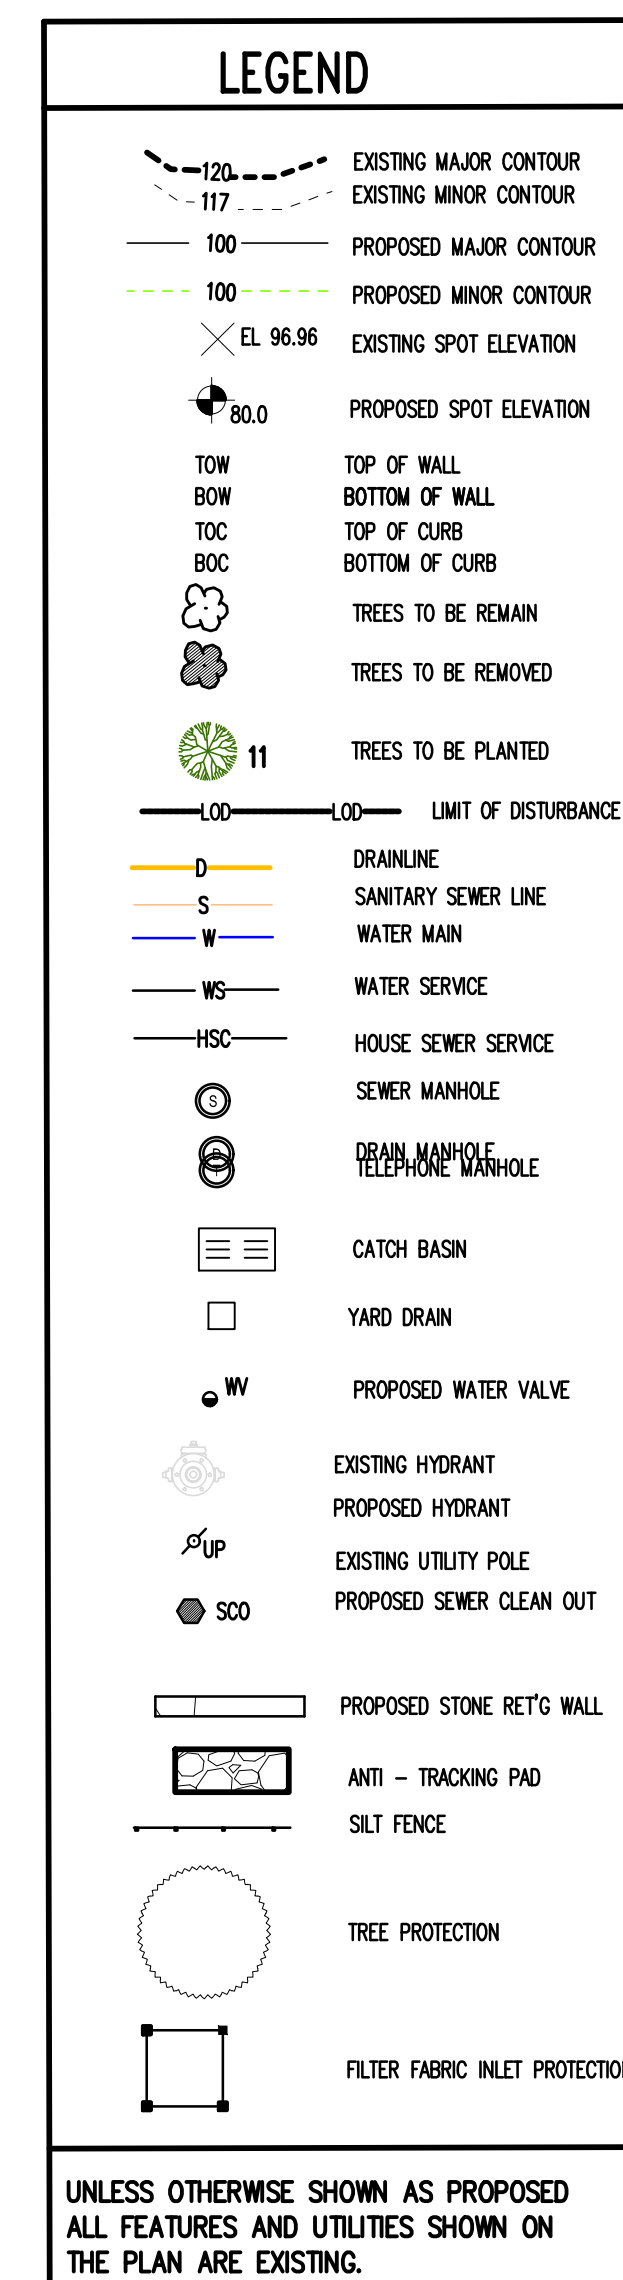 LEGEND
120 EXISTING MAJOR CONTOUR
117 EXISTING MINOR CONTOUR
100 PROPOSED MAJOR CONTOUR
100 PROPOSED MINOR CONTOUR
EL 96.96 EXISTING SPOT ELEVATION
80.0 PROPOSED SPOT ELEVATION
TOW TOP OF WALL
BOW BOTTOM OF WALL
TOC TOP OF CURB
BOC BOTTOM OF CURB
TREES TO BE REMAIN
TREES TO BE REMOVED
11 TREES TO BE PLANTED
LOD LOD LIMIT OF DISTURBANCE
D DRAINLINE
S SANITARY SEWER LINE
W WATER MAIN
WS WATER SERVICE
HSC HOUSE SEWER SERVICE
S SEWER MANHOLE
D DRAIN MANHOLE
T TELEPHONE MANHOLE
CATCH BASIN
YARD DRAIN
WV PROPOSED WATER VALVE
EXISTING HYDRANT
PROPOSED HYDRANT
UP EXISTING UTILITY POLE
SCO PROPOSED SEWER CLEAN OUT
PROPOSED STONE RET'G WALL
ANTI - TRACKING PAD
SILT FENCE
TREE PROTECTION
FILTER FABRIC INLET PROTECTION
UNLESS OTHERWISE SHOWN AS PROPOSED
ALL FEATURES AND UTILITIES SHOWN ON
THE PLAN ARE EXISTING.